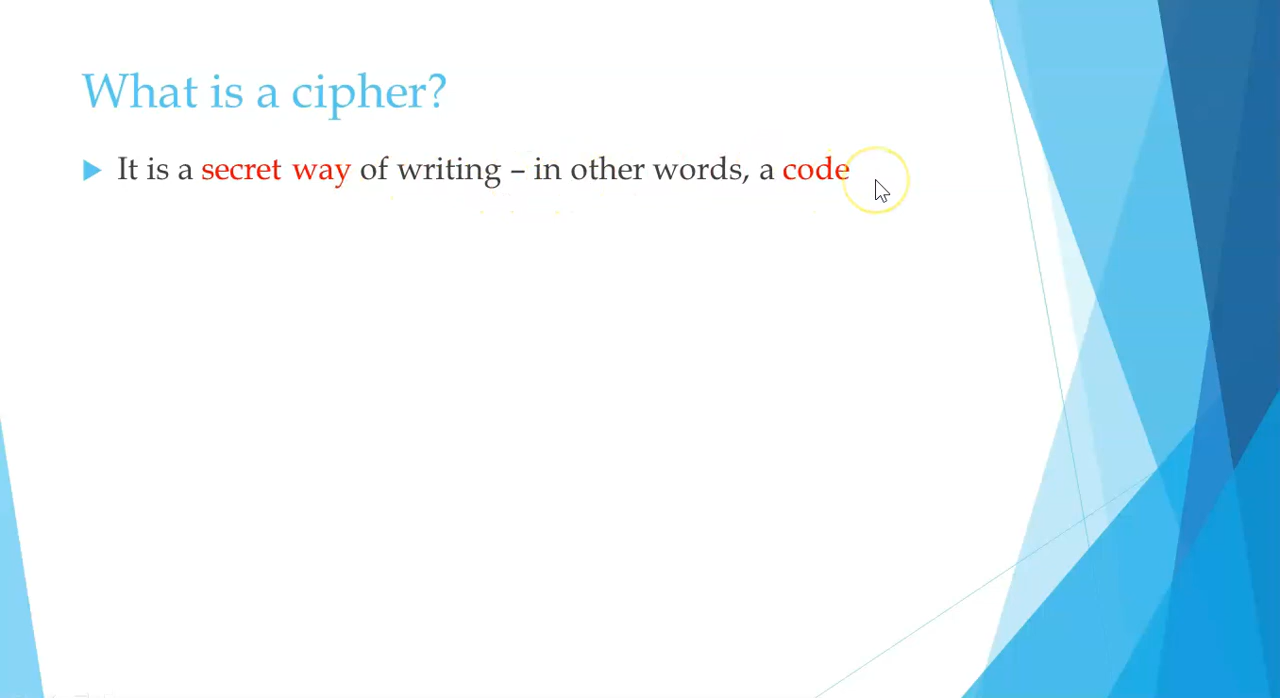 What is a cipher?
It is a secret way of writing – in other words, a code